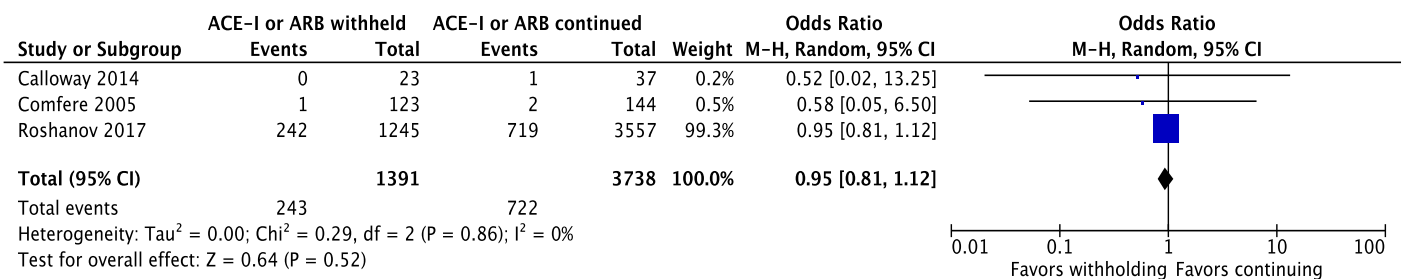 ACE-I or ARB withheld ACE-I or ARB continued Odds Ratio Odds Ratio
Study or Subgroup Events Total Events Total Weight M-H, Random, 95% CI M-H, Random, 95% CI
Calloway 2014 0 23 1 37 0.2% 0.52 [0.02, 13.25]
Comfere 2005 1 123 2 144 0.5% 0.58 [0.05, 6.50]
Roshanov 2017 242 1245 719 3557 99.3% 0.95 [0.81, 1.12]
Total (95% CI) 1391 3738 100.0% 0.95 [0.81, 1.12]
Total events 243 722
Heterogeneity: Tau² = 0.00; Chi² = 0.29, df = 2 (P = 0.86); I² = 0%
Test for overall effect: Z = 0.64 (P = 0.52)
0.01 0.1 1 10 100
Favors withholding Favors continuing